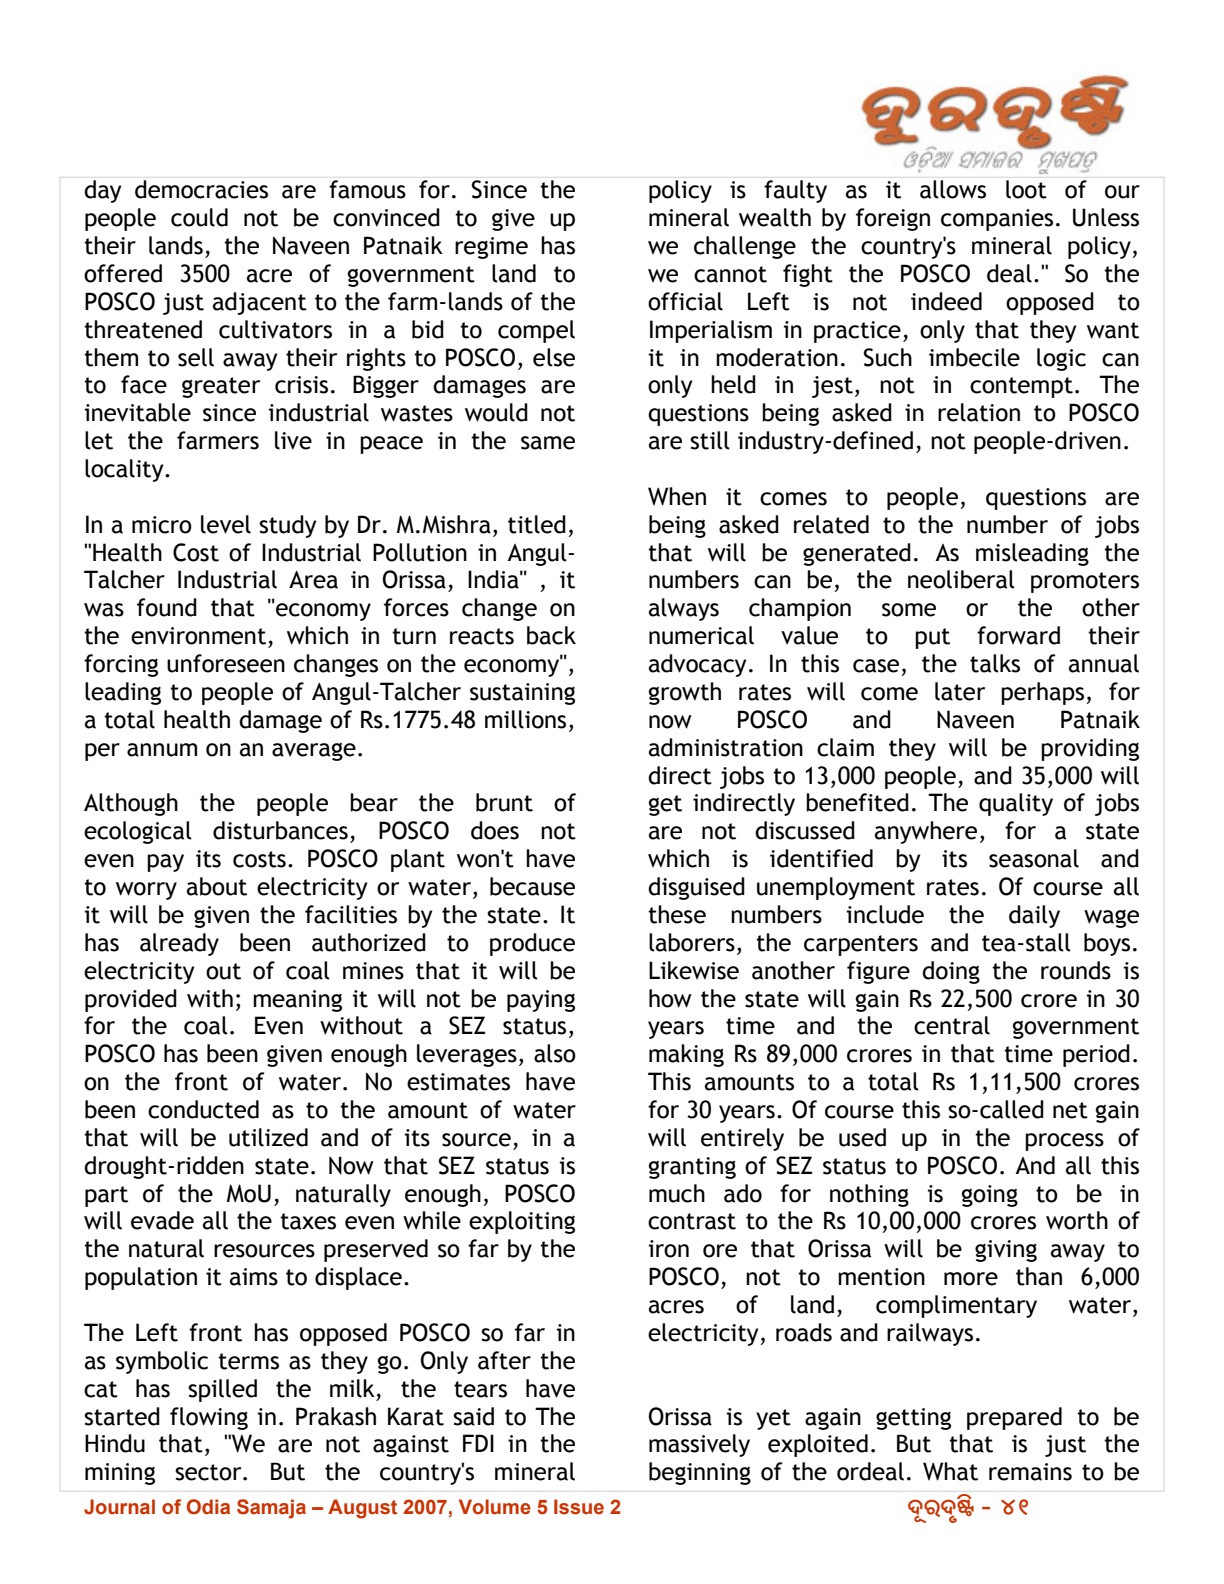 ଦୂରଦୃଷ୍ଟି
ଓଡ଼ିଆ ସମାଜର ମୁଖପତ୍ର
day democracies are famous for. Since the
people could not be convinced to give up
their lands, the Naveen Patnaik regime has
offered 3500 acre of government land to
POSCO just adjacent to the farm-lands of the
threatened cultivators in a bid to compel
them to sell away their rights to POSCO, else
to face greater crisis. Bigger damages are
inevitable since industrial wastes would not
let the farmers live in peace in the same
locality.
In a micro level study by Dr. M.Mishra, titled,
"Health Cost of Industrial Pollution in Angul-
Talcher Industrial Area in Orissa, India" , it
was found that "economy forces change on
the environment, which in turn reacts back
forcing unforeseen changes on the economy",
leading to people of Angul-Talcher sustaining
a total health damage of Rs.1775.48 millions,
per annum on an average.
Although the people bear the brunt of
ecological disturbances, POSCO does not
even pay its costs. POSCO plant won't have
to worry about electricity or water, because
it will be given the facilities by the state. It
has already been authorized to produce
electricity out of coal mines that it will be
provided with; meaning it will not be paying
for the coal. Even without a SEZ status,
POSCO has been given enough leverages, also
on the front of water. No estimates have
been conducted as to the amount of water
that will be utilized and of its source, in a
drought-ridden state. Now that SEZ status is
part of the MoU, naturally enough, POSCO
will evade all the taxes even while exploiting
the natural resources preserved so far by the
population it aims to displace.
The Left front has opposed POSCO so far in
as symbolic terms as they go. Only after the
cat has spilled the milk, the tears have
started flowing in. Prakash Karat said to The
Hindu that, "We are not against FDI in the
mining sector. But the country's mineral
policy is faulty as it allows loot of our
mineral wealth by foreign companies. Unless
we challenge the country's mineral policy,
we cannot fight the POSCO deal." So the
official Left is not indeed opposed to
Imperialism in practice, only that they want
it in moderation. Such imbecile logic can
only held in jest, not in contempt. The
questions being asked in relation to POSCO
are still industry-defined, not people-driven.
When it comes to people, questions are
being asked related to the number of jobs
that will be generated. As misleading the
numbers can be, the neoliberal promoters
always champion some or the other
numerical value to put forward their
advocacy. In this case, the talks of annual
growth rates will come later perhaps, for
now POSCO and Naveen Patnaik
administration claim they will be providing
direct jobs to 13,000 people, and 35,000 will
get indirectly benefited. The quality of jobs
are not discussed anywhere, for a state
which is identified by its seasonal and
disguised unemployment rates. Of course all
these numbers include the daily wage
laborers, the carpenters and tea-stall boys.
Likewise another figure doing the rounds is
how the state will gain Rs 22,500 crore in 30
years time and the central government
making Rs 89,000 crores in that time period.
This amounts to a total Rs 1,11,500 crores
for 30 years. Of course this so-called net gain
will entirely be used up in the process of
granting of SEZ status to POSCO. And all this
much ado for nothing is going to be in
contrast to the Rs 10,00,000 crores worth of
iron ore that Orissa will be giving away to
POSCO, not to mention more than 6,000
acres of land, complimentary water,
electricity, roads and railways.
Orissa is yet again getting prepared to be
massively exploited. But that is just the
beginning of the ordeal. What remains to be
Journal of Odia Samaja – August 2007, Volume 5 Issue 2
ଦୂରଦୃଷ୍ଟି - ୪୧